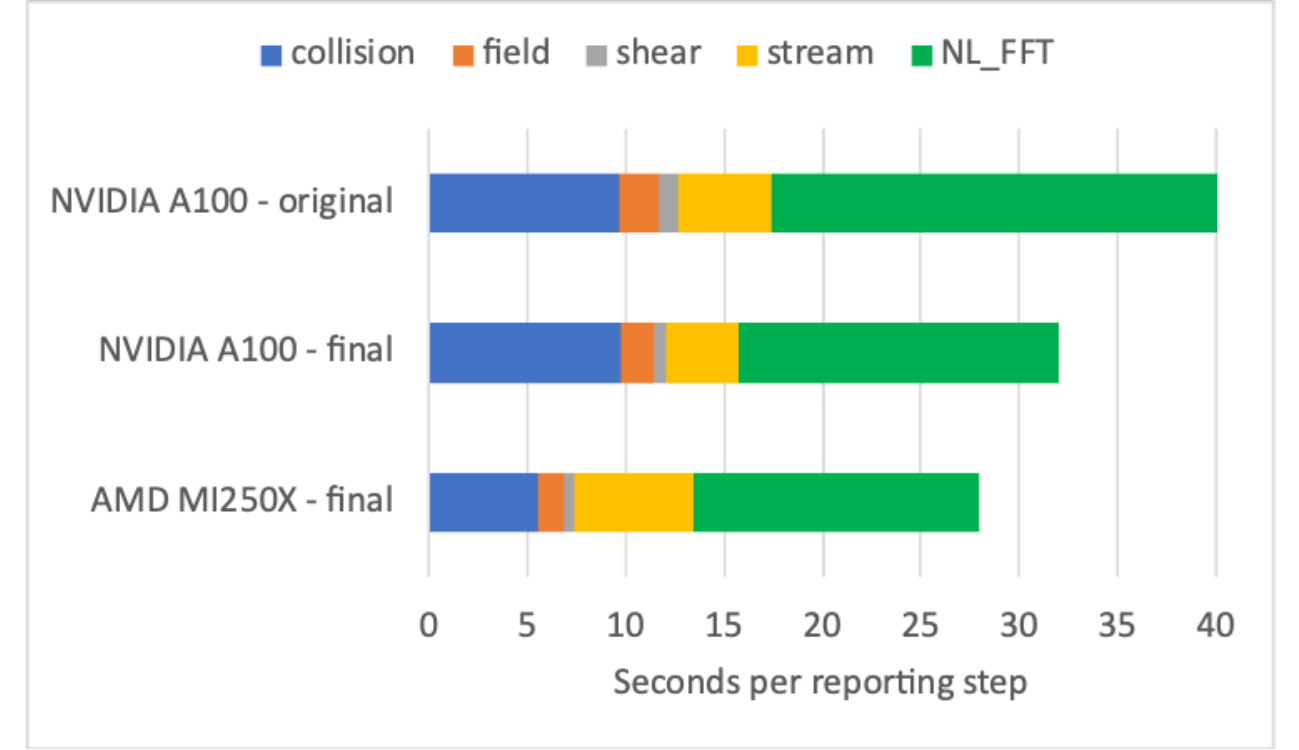 collision field shear stream NL_FFT
NVIDIA A100 - original
NVIDIA A100 - final
AMD MI250X - final
0 5 10 15 20 25 30 35 40
Seconds per reporting step